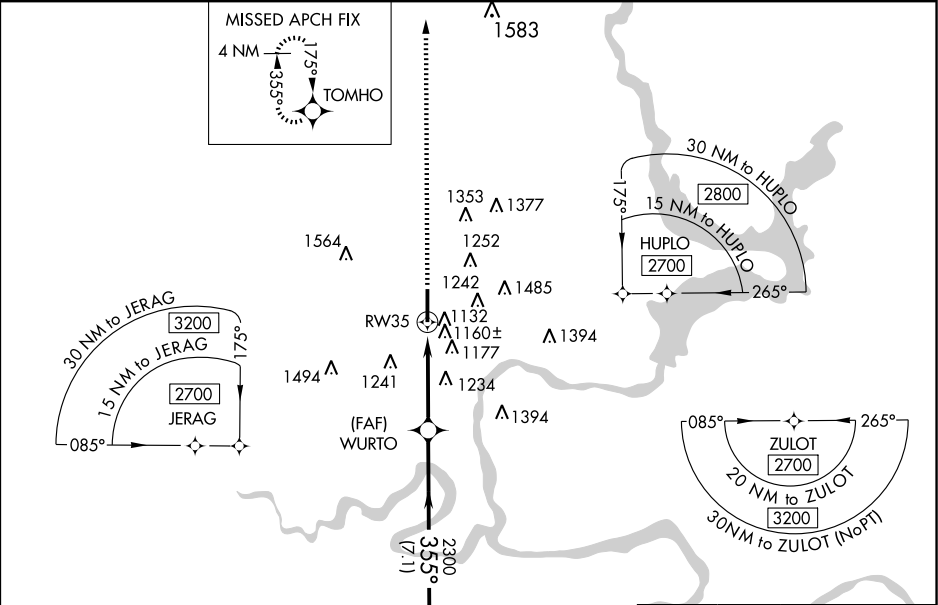 MISSED APCH FIX
4 NM
175°
355°
TOMHO
1583
30 NM to HUPLO
2800
15 NM to HUPLO
175°
HUPLO
2700
265°
1353
1377
1564
1252
1242
1485
RW35
1132
1160±
1394
1177
1494
1241
1234
1394
30 NM to JERAG
3200
15 NM to JERAG
175°
2700
JERAG
085°
(FAF)
WURTO
085°
265°
ZULOT
2700
20 NM to ZULOT
3200
30NM to ZULOT (NoPT)
2300
355°
(7.1)